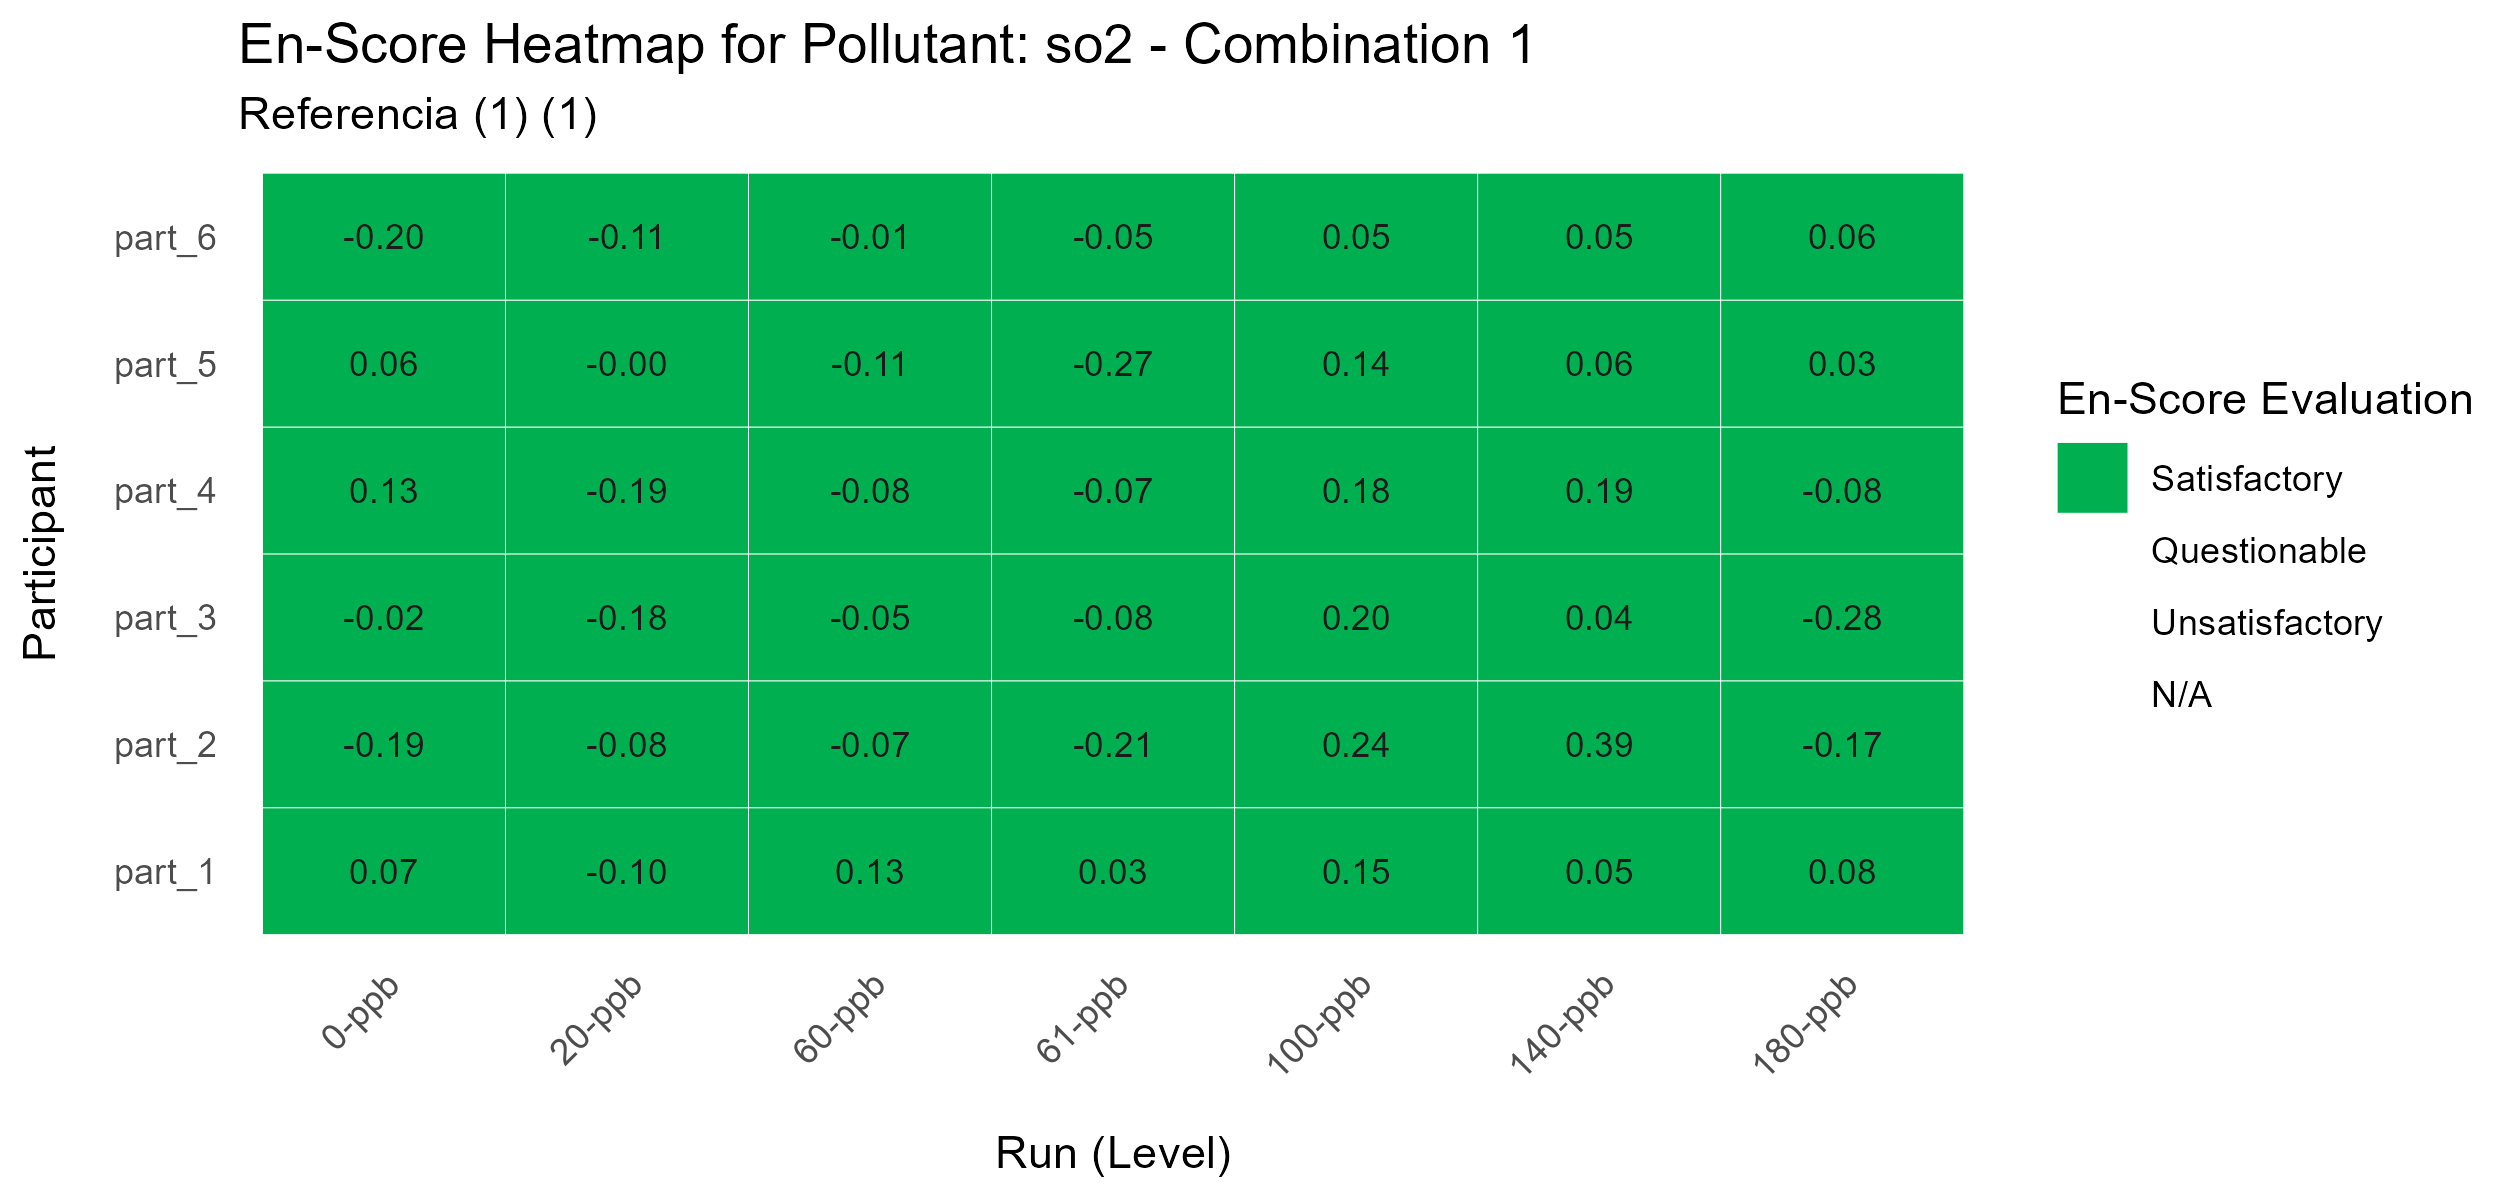 En-Score Heatmap for Pollutant: so2 - Combination 1
Referencia (1) (1)
Participant
part_6 -0.20 -0.11 -0.01 -0.05 0.05 0.05 0.06
part_5 0.06 -0.00 -0.11 -0.27 0.14 0.06 0.03
part_4 0.13 -0.19 -0.08 -0.07 0.18 0.19 -0.08
part_3 -0.02 -0.18 -0.05 -0.08 0.20 0.04 -0.28
part_2 -0.19 -0.08 -0.07 -0.21 0.24 0.39 -0.17
part_1 0.07 -0.10 0.13 0.03 0.15 0.05 0.08
0-ppb 20-ppb 60-ppb 61-ppb 100-ppb 140-ppb 180-ppb
Run (Level)
En-Score Evaluation
Satisfactory
Questionable
Unsatisfactory
N/A